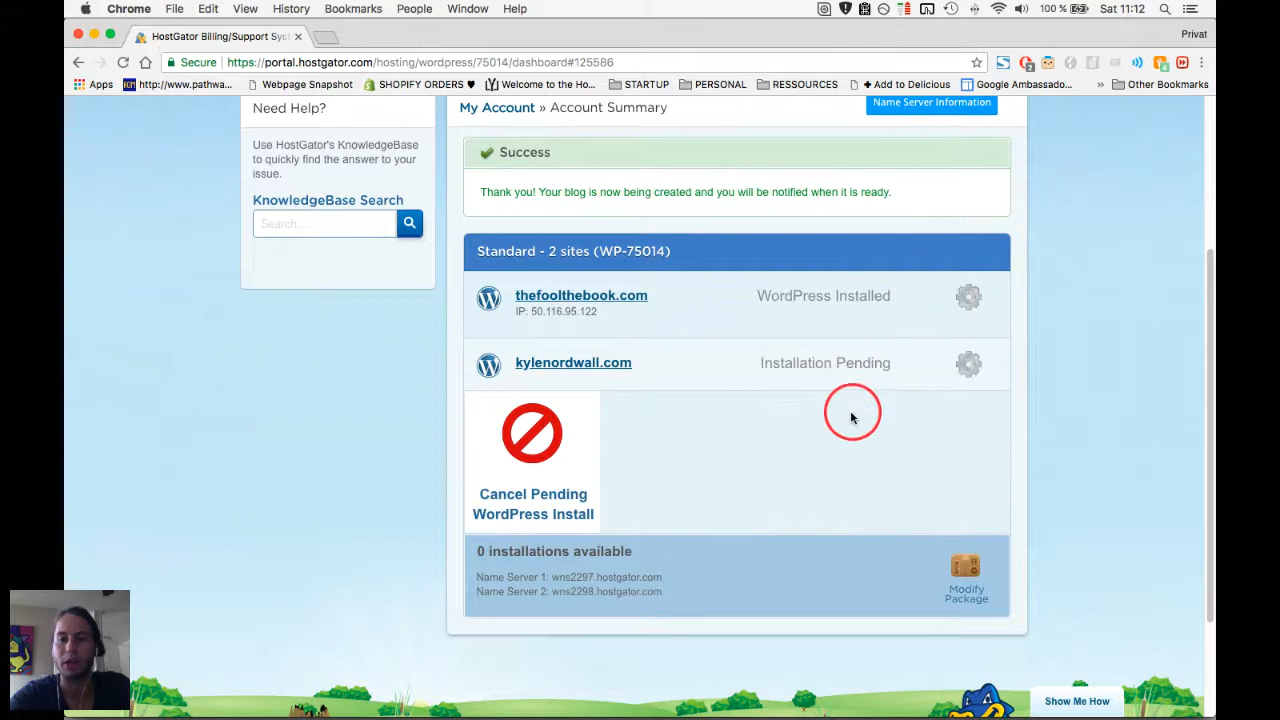 Chrome File Edit View History Bookmarks People Window Help
100 % Sat 11:12
HostGator Billing/Support Sys
Privat
Secure https://portal.hostgator.com/hosting/wordpress/75014/dashboard#125586
Apps http://www.pathwa... Webpage Snapshot SHOPIFY ORDERS ♥ Welcome to the Ho... STARTUP PERSONAL RESSOURCES + Add to Delicious Google Ambassado... » Other Bookmarks
Need Help?
Use HostGator's KnowledgeBase
to quickly find the answer to your
issue.
KnowledgeBase Search
Search....
My Account » Account Summary
Name Server Information
Success
Thank you! Your blog is now being created and you will be notified when it is ready.
Standard - 2 sites (WP-75014)
thefoolthebook.com WordPress Installed
IP: 50.116.95.122
kylenordwall.com Installation Pending
Cancel Pending
WordPress Install
0 installations available
Name Server 1: wns2297.hostgator.com
Name Server 2: wns2298.hostgator.com
Modify
Package
Show Me How